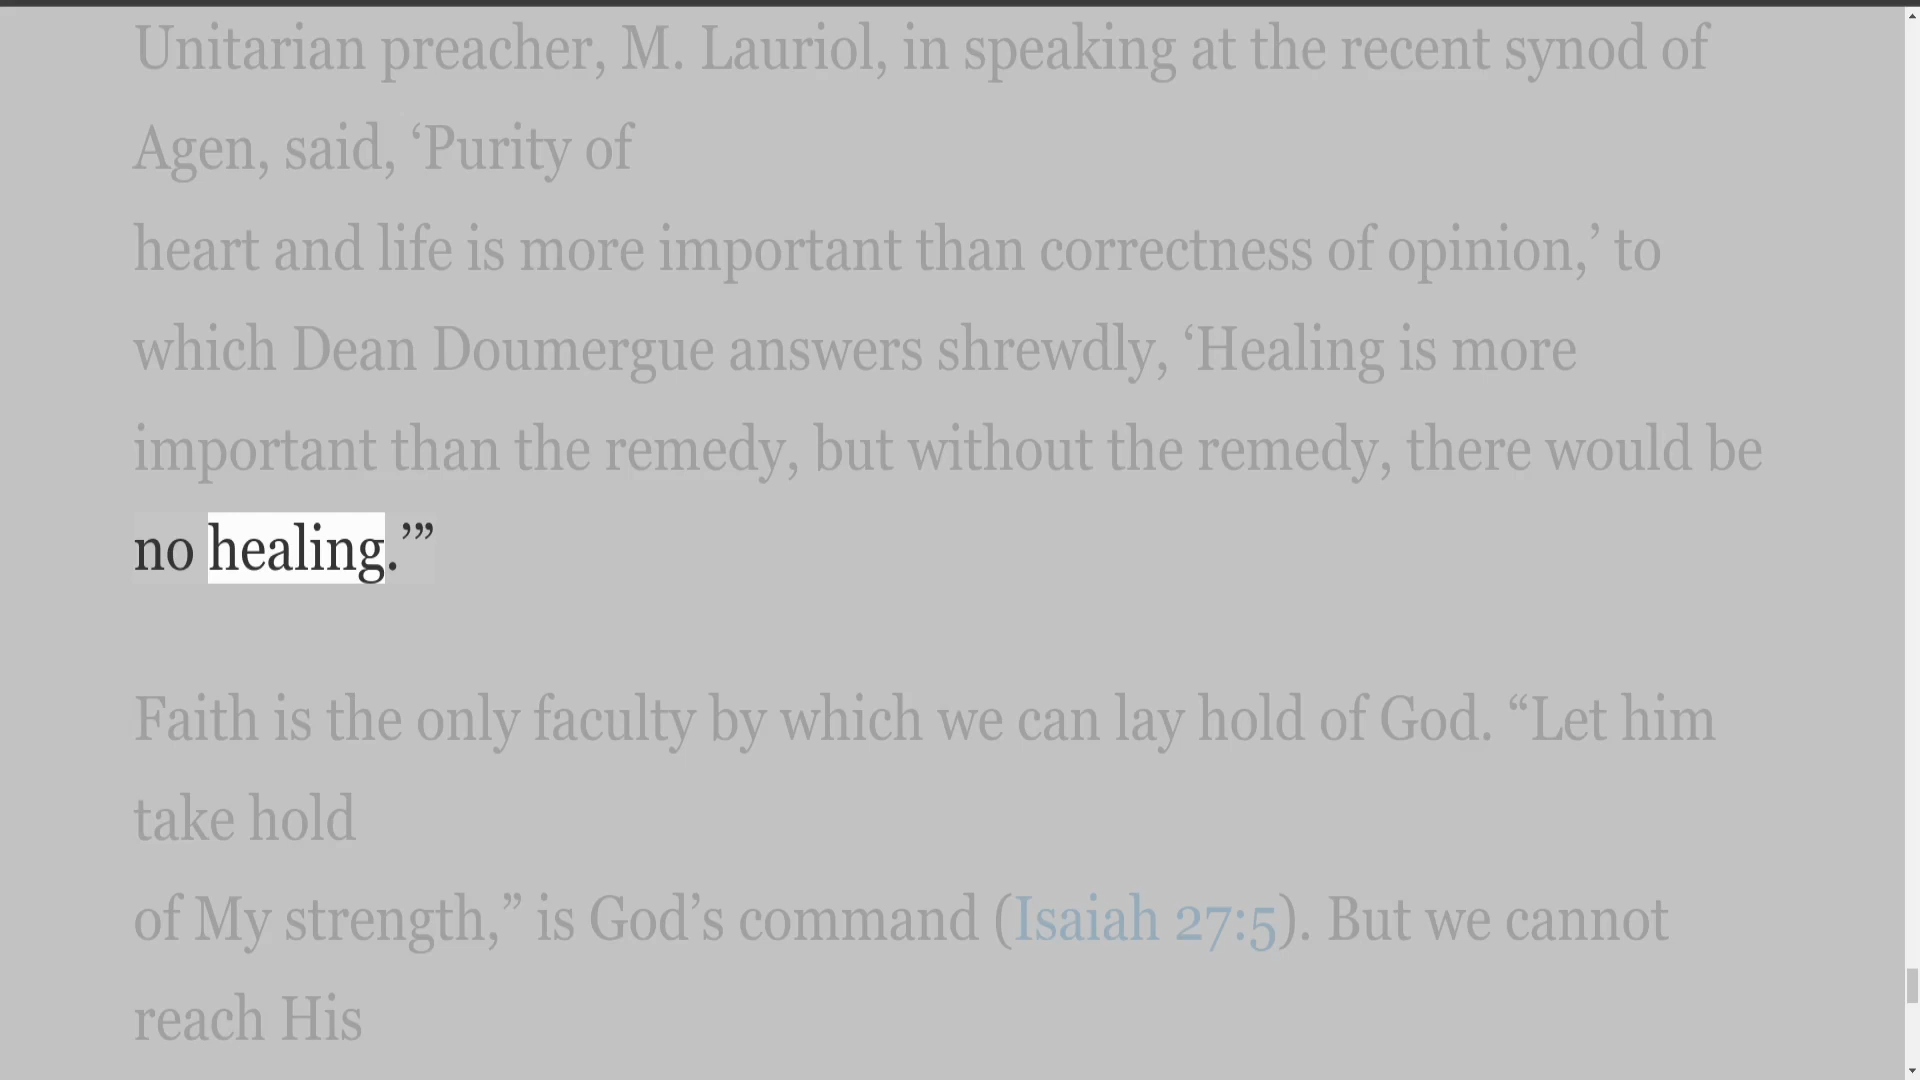 Unitarian preacher, M. Lauriol, in speaking at the recent synod of
Agen, said, ‘Purity of
heart and life is more important than correctness of opinion,’ to
which Dean Doumergue answers shrewdly, ‘Healing is more
important than the remedy, but without the remedy, there would be
no healing.’”
Faith is the only faculty by which we can lay hold of God. “Let him
take hold
of My strength,” is God’s command (Isaiah 27:5). But we cannot
reach His